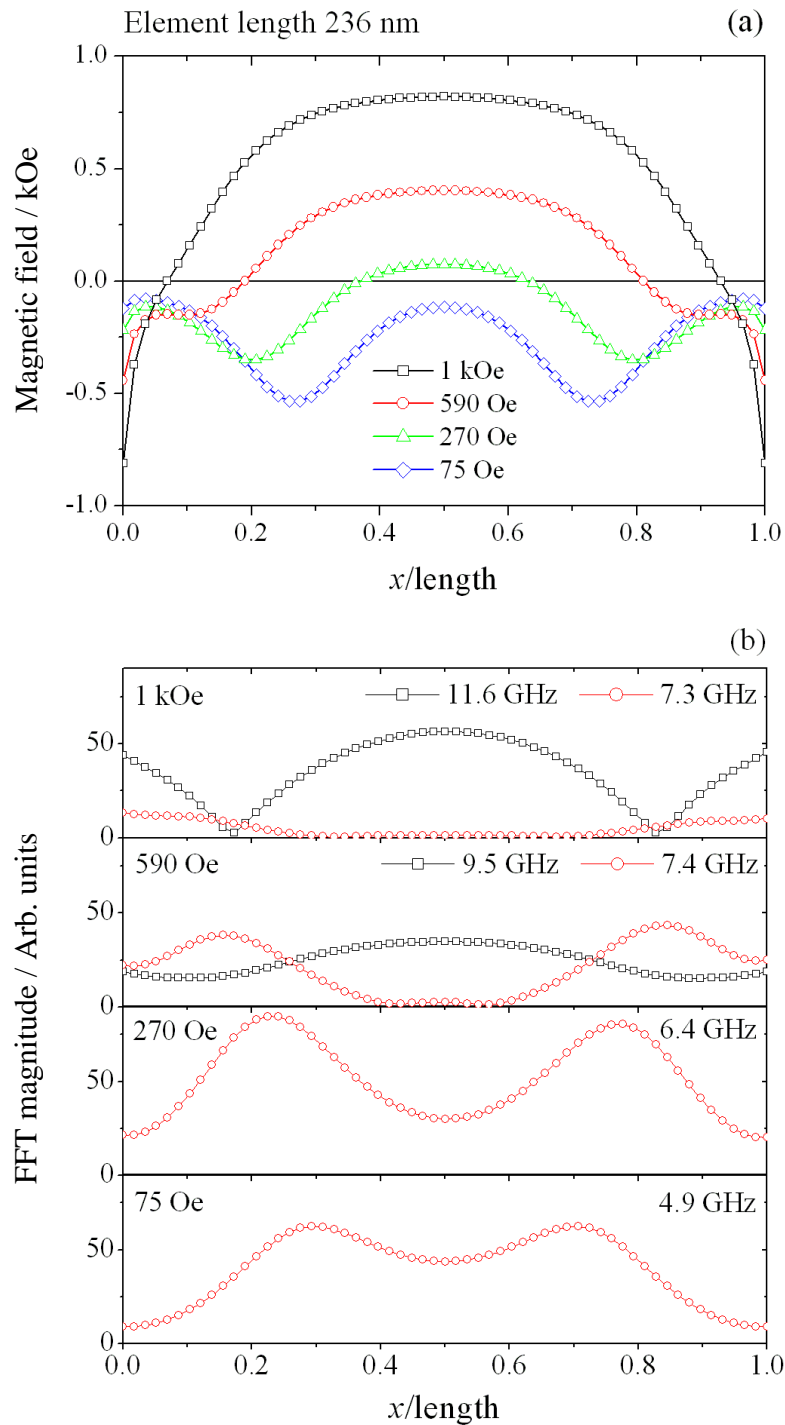 Element length 236 nm
(a)
Magnetic field / kOe
1.0
0.5
0.0
-0.5
-1.0
1 kOe
590 Oe
270 Oe
75 Oe
0.0 0.2 0.4 0.6 0.8 1.0
x/length
(b)
FFT magnitude / Arb. units
1 kOe 11.6 GHz 7.3 GHz
50
0
590 Oe 9.5 GHz 7.4 GHz
50
0
270 Oe 6.4 GHz
50
0
75 Oe 4.9 GHz
50
0
0.0 0.2 0.4 0.6 0.8 1.0
x/length